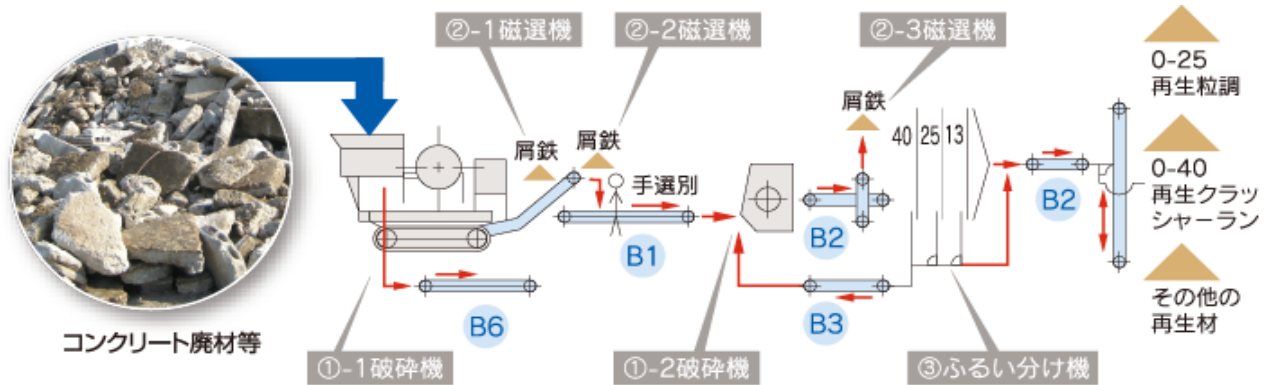 ②-1磁選機
②-2磁選機
②-3磁選機
0-25
再生粒調
屑鉄
屑鉄
屑鉄
40
25
13
手選別
B1
B2
B2
0-40
再生クラッ
シャーラン
B6
B3
その他の
再生材
コンクリート廃材等
①-1破砕機
①-2破砕機
③ふるい分け機